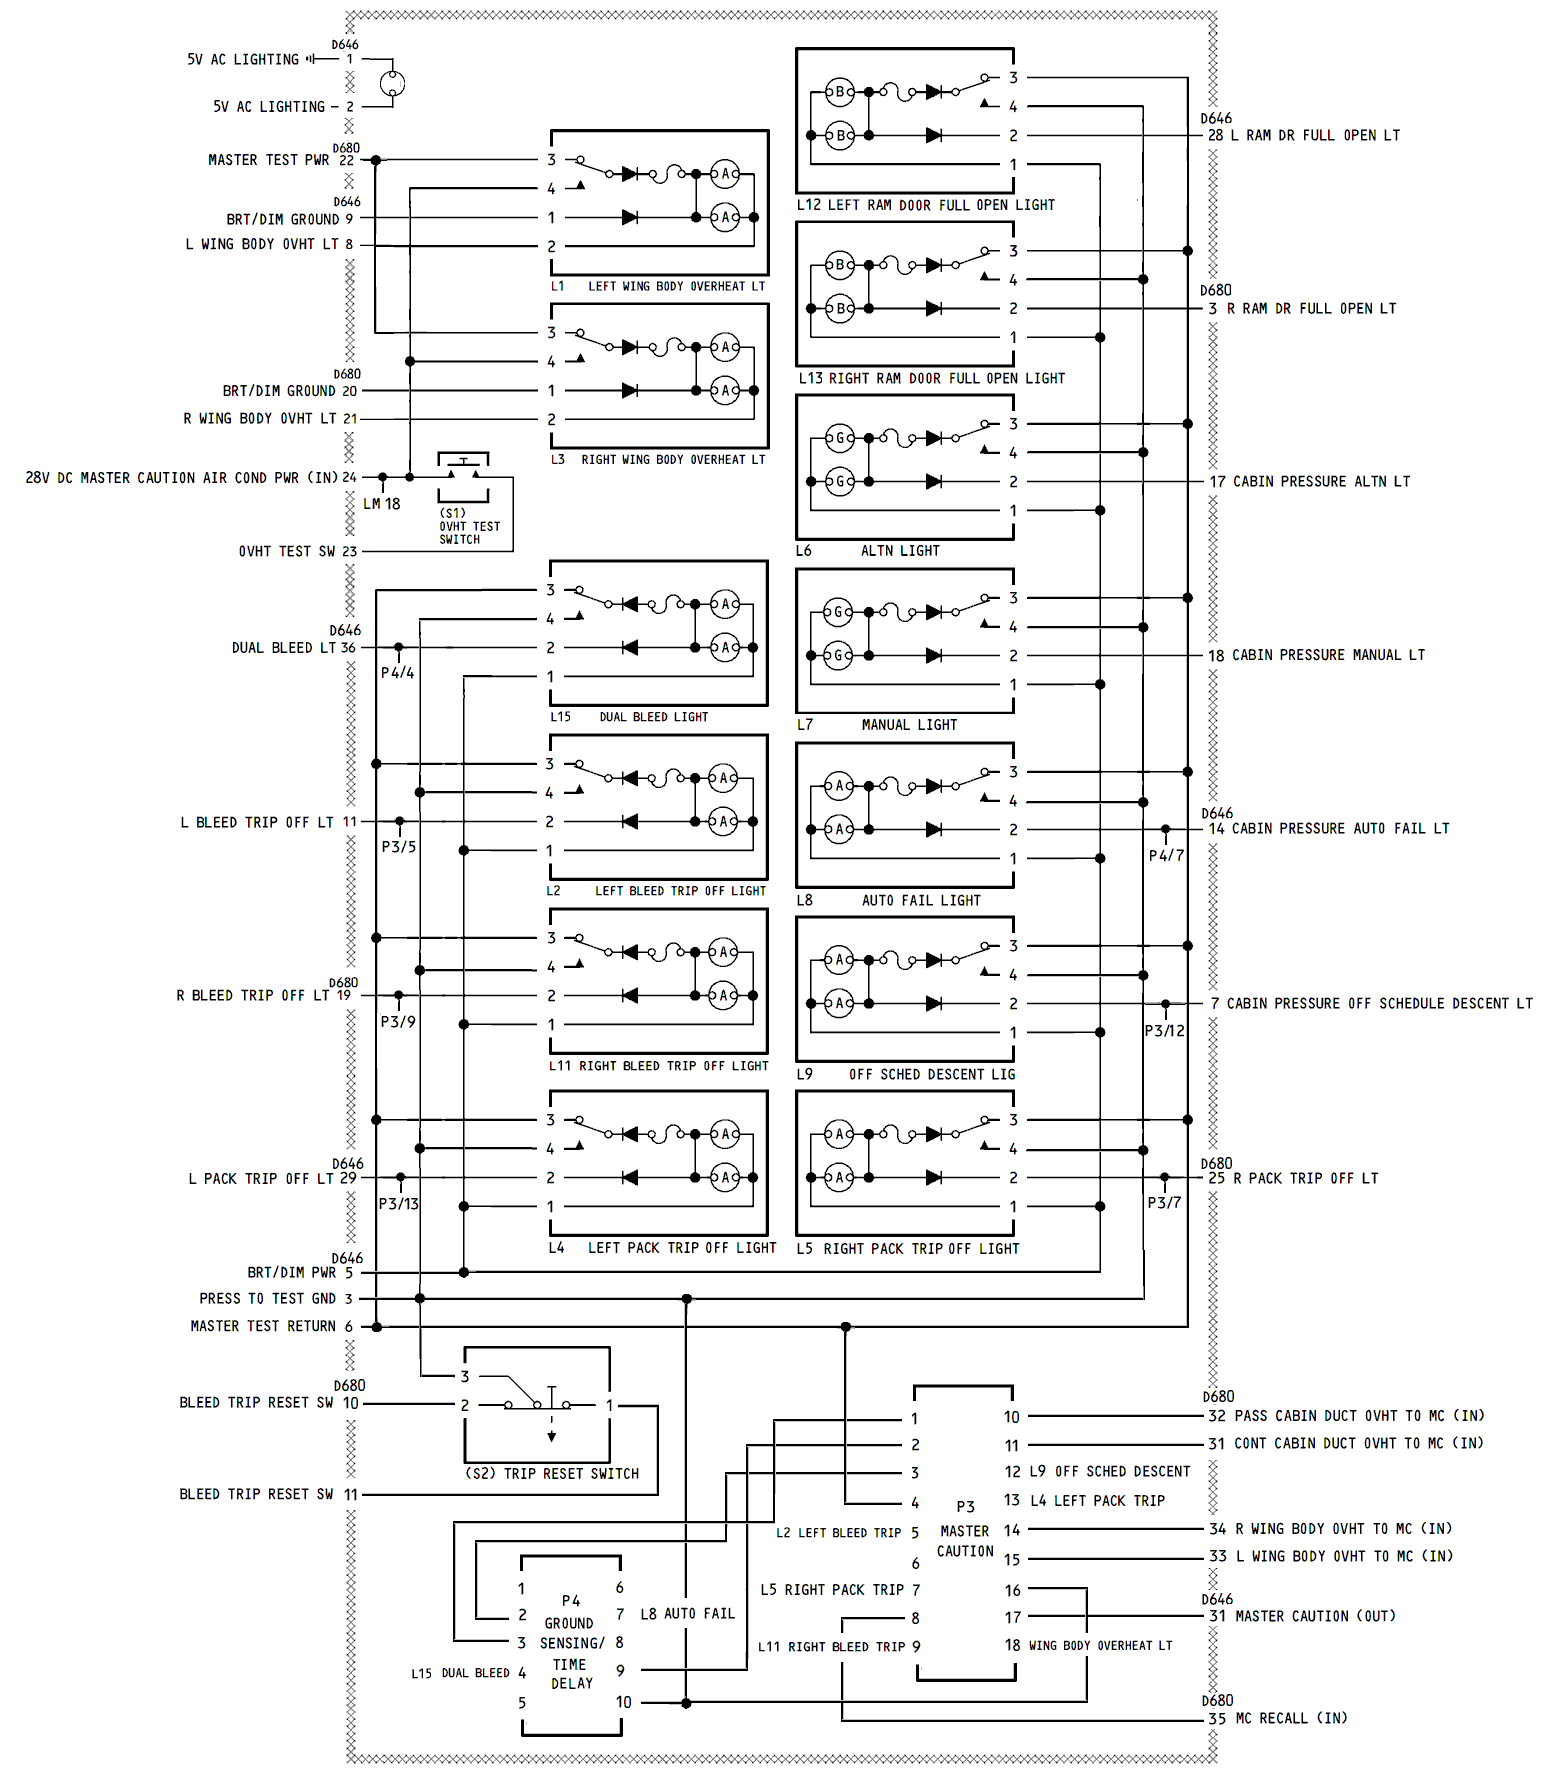 D646
5V AC LIGHTING 1
5V AC LIGHTING 2
D680
MASTER TEST PWR 22
D646
BRT/DIM GROUND 9
L WING BODY OVHT LT 8
D680
BRT/DIM GROUND 20
R WING BODY OVHT LT 21
28V DC MASTER CAUTION AIR COND PWR (IN) 24
LM 18
(S1)
OVHT TEST
SWITCH
OVHT TEST SW 23
D646
DUAL BLEED LT 36
P4/4
L BLEED TRIP OFF LT 11
P3/5
D680
R BLEED TRIP OFF LT 19
P3/9
D646
L PACK TRIP OFF LT 29
P3/13
D646
BRT/DIM PWR 5
PRESS TO TEST GND 3
MASTER TEST RETURN 6
D680
BLEED TRIP RESET SW 10
BLEED TRIP RESET SW 11
3
4
1
2
A
A
L1 LEFT WING BODY OVERHEAT LT
3
4
1
2
A
A
L3 RIGHT WING BODY OVERHEAT LT
3
4
2
1
A
A
L15 DUAL BLEED LIGHT
3
4
2
1
A
A
L2 LEFT BLEED TRIP OFF LIGHT
3
4
2
1
A
A
L11 RIGHT BLEED TRIP OFF LIGHT
3
4
2
1
A
A
L4 LEFT PACK TRIP OFF LIGHT
3
2
1
(S2) TRIP RESET SWITCH
B
B
3
4
2
1
L12 LEFT RAM DOOR FULL OPEN LIGHT
B
B
3
4
2
1
L13 RIGHT RAM DOOR FULL OPEN LIGHT
G
G
3
4
2
1
L6 ALTN LIGHT
G
G
3
4
2
1
L7 MANUAL LIGHT
A
A
3
4
2
1
L8 AUTO FAIL LIGHT
A
A
3
4
2
1
L9 OFF SCHED DESCENT LIG
A
A
3
4
2
1
L5 RIGHT PACK TRIP OFF LIGHT
D646
28 L RAM DR FULL OPEN LT
D680
3 R RAM DR FULL OPEN LT
17 CABIN PRESSURE ALTN LT
18 CABIN PRESSURE MANUAL LT
D646
14 CABIN PRESSURE AUTO FAIL LT
P4/7
7 CABIN PRESSURE OFF SCHEDULE DESCENT LT
P3/12
D680
25 R PACK TRIP OFF LT
P3/7
1
2
3
4
L2 LEFT BLEED TRIP 5
6
L5 RIGHT PACK TRIP 7
8
L11 RIGHT BLEED TRIP 9
P3
MASTER
CAUTION
10
11
12 L9 OFF SCHED DESCENT
13 L4 LEFT PACK TRIP
14
15
16
17
18 WING BODY OVERHEAT LT
1
2
3
L15 DUAL BLEED 4
5
P4
GROUND
SENSING/
TIME
DELAY
6
7 L8 AUTO FAIL
8
9
10
D680
32 PASS CABIN DUCT OVHT TO MC (IN)
31 CONT CABIN DUCT OVHT TO MC (IN)
34 R WING BODY OVHT TO MC (IN)
33 L WING BODY OVHT TO MC (IN)
D646
31 MASTER CAUTION (OUT)
D680
35 MC RECALL (IN)